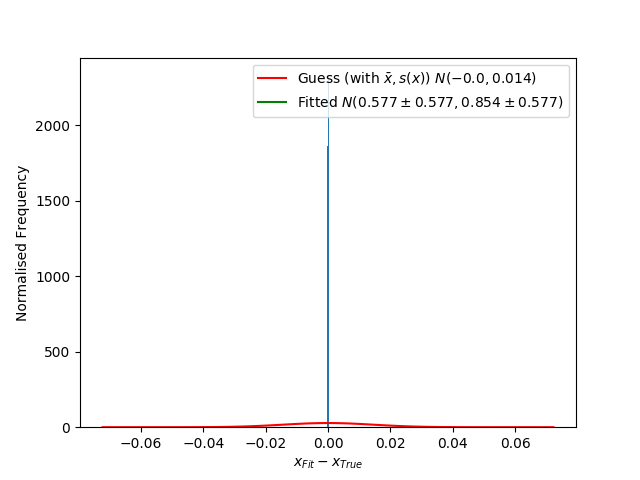 Guess (with x̄, s(x)) N(−0.0, 0.014)
Fitted N(0.577 ± 0.577, 0.854 ± 0.577)
Normalised Frequency
2000
1500
1000
500
0
−0.06 −0.04 −0.02 0.00 0.02 0.04 0.06
x_Fit − x_True